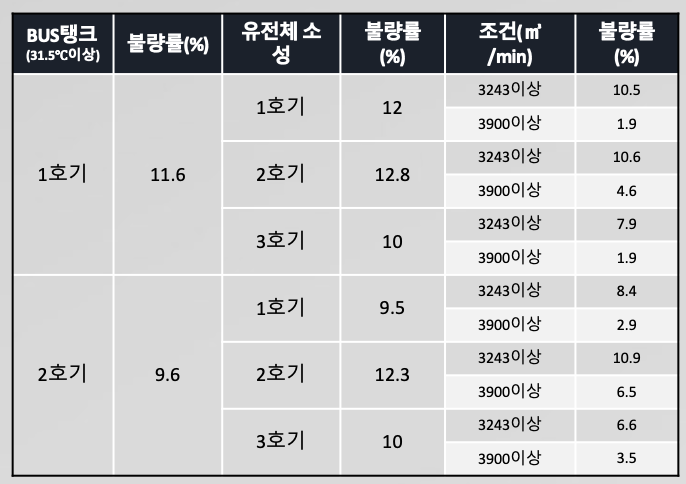 BUS탱크 (31.5℃이상) 불량률(%) 유전체 소성 불량률(%) 조건(㎥/min) 불량률(%)
1호기 11.6 1호기 12 3243이상 10.5
3900이상 1.9
2호기 12.8 3243이상 10.6
3900이상 4.6
3호기 10 3243이상 7.9
3900이상 1.9
2호기 9.6 1호기 9.5 3243이상 8.4
3900이상 2.9
2호기 12.3 3243이상 10.9
3900이상 6.5
3호기 10 3243이상 6.6
3900이상 3.5